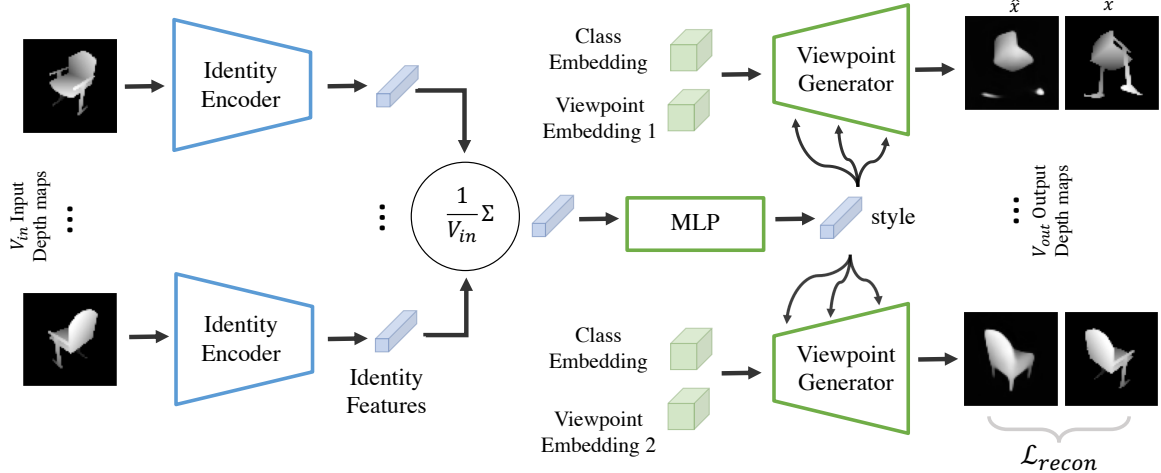 x̂
x
Identity
Encoder
Class
Embedding
Viewpoint
Embedding 1
Viewpoint
Generator
V_in Input
Depth maps
...
...
1/V_in Σ
MLP
style
...
V_out Output
Depth maps
Identity
Encoder
Identity
Features
Class
Embedding
Viewpoint
Embedding 2
Viewpoint
Generator
ℒ_recon